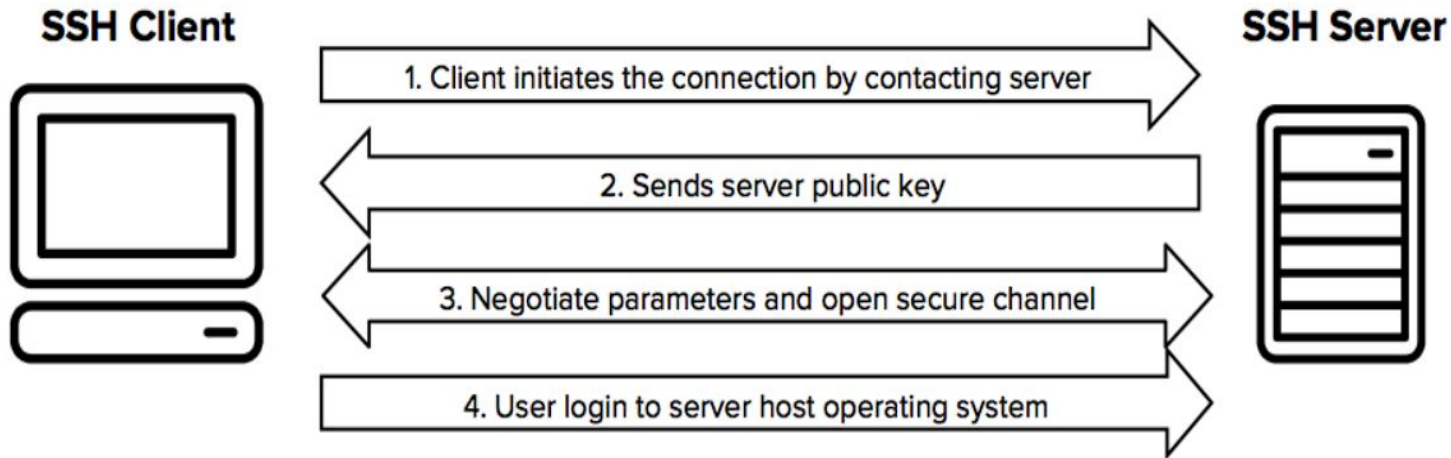 SSH Client
SSH Server
1. Client initiates the connection by contacting server
2. Sends server public key
3. Negotiate parameters and open secure channel
4. User login to server host operating system